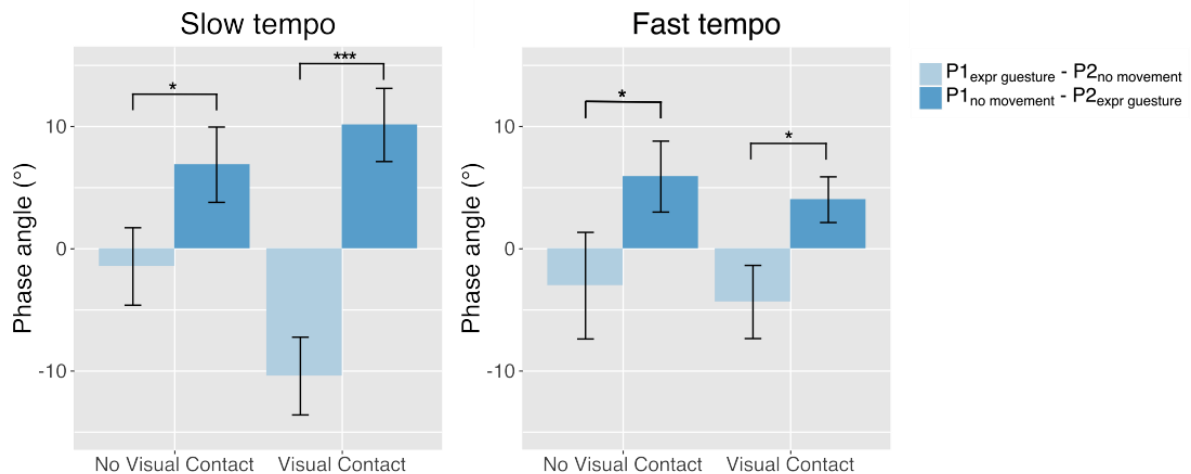 Slow tempo
Fast tempo
P1expr guesture - P2no movement
P1no movement - P2expr guesture
*
***
*
*
Phase angle (°)
10
0
-10
Phase angle (°)
10
0
-10
No Visual Contact
Visual Contact
No Visual Contact
Visual Contact